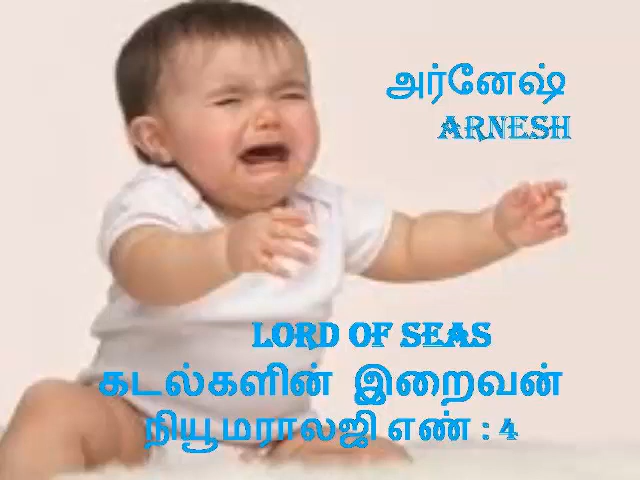 அர்னேஷ்
ARNESH
LORD OF SEAS
கடல்களின் இறைவன்
நியூமராலஜி எண் : 4